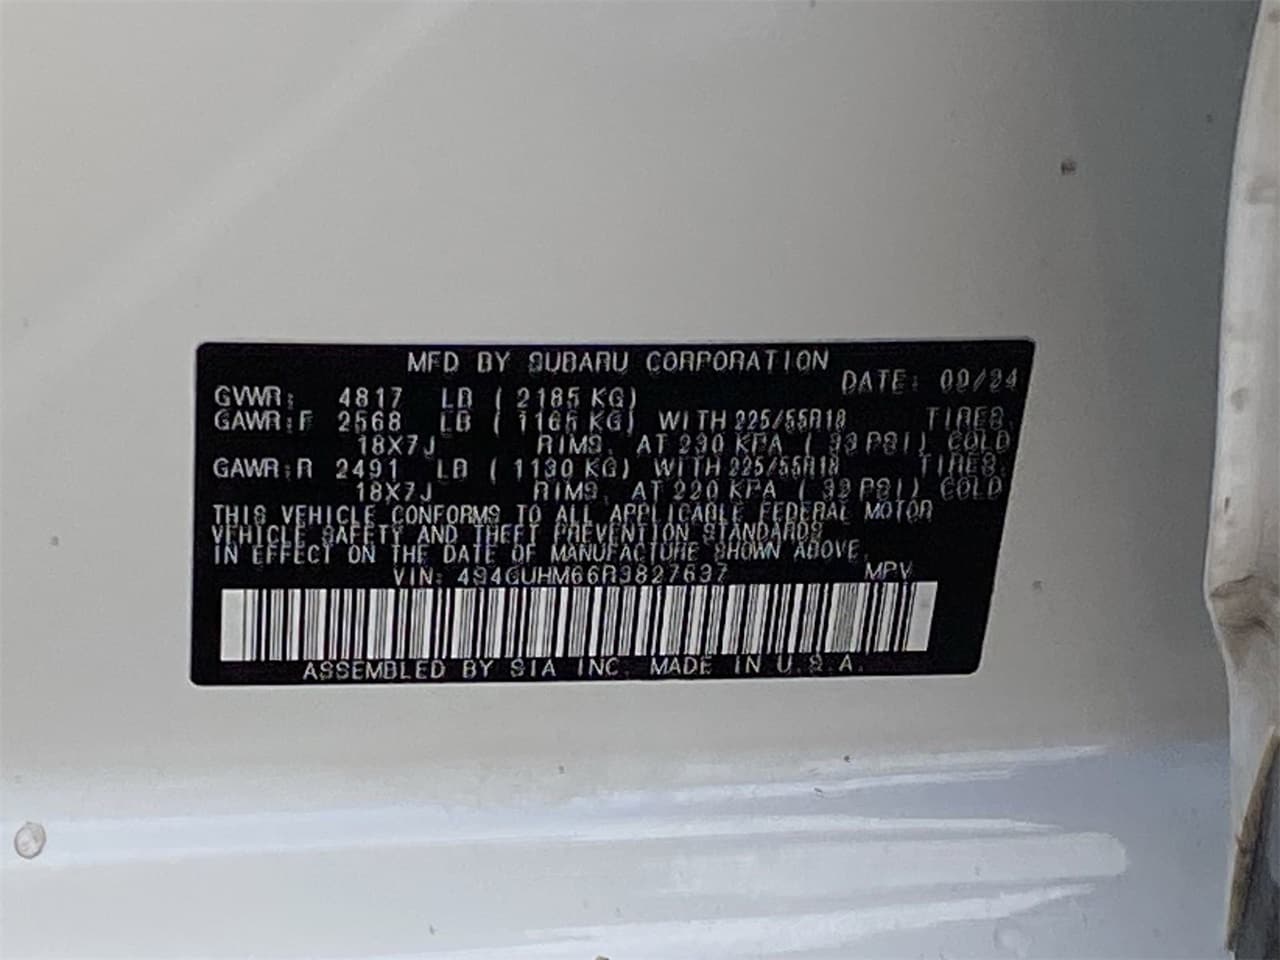 MFD BY SUBARU CORPORATION
DATE: 09/24
GVWR: 4817 LB ( 2185 KG)
GAWR:F 2568 LB ( 1165 KG) WITH 225/55R18 TIRES,
18X7J RIMS, AT 230 KPA ( 33 PSI) COLD
GAWR:R 2491 LB ( 1130 KG) WITH 225/55R18 TIRES,
18X7J RIMS, AT 220 KPA ( 32 PSI) COLD
THIS VEHICLE CONFORMS TO ALL APPLICABLE FEDERAL MOTOR
VEHICLE SAFETY AND THEFT PREVENTION STANDARDS
IN EFFECT ON THE DATE OF MANUFACTURE SHOWN ABOVE.
VIN: 4S4GUHM66R3827637 MPV
ASSEMBLED BY SIA INC. MADE IN U.S.A.